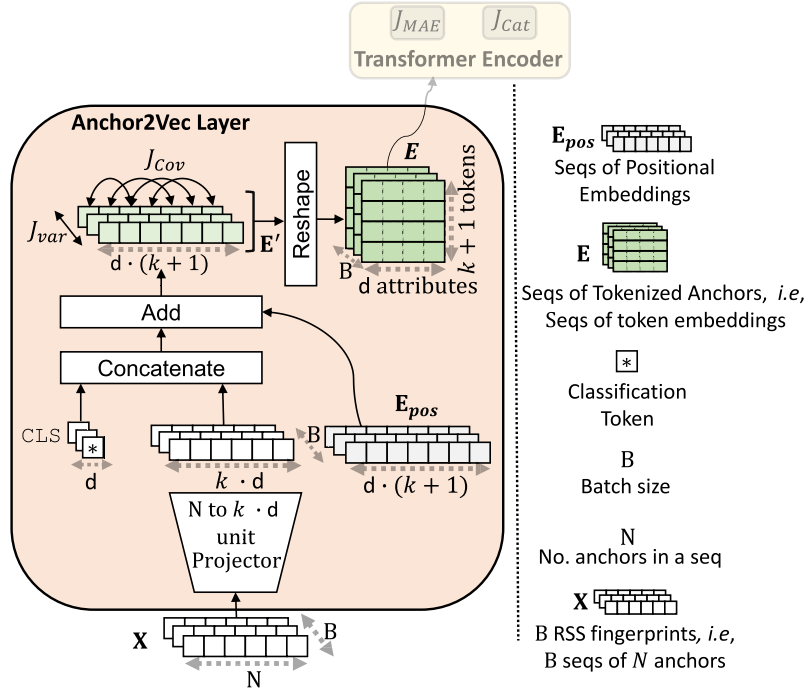 J_MAE J_Cat
Transformer Encoder
Anchor2Vec Layer
J_Cov
J_var
E′
d · (k + 1)
Reshape
E
k + 1 tokens
B
d attributes
Add
Concatenate
CLS
*
d
k · d
B
E_pos
d · (k + 1)
N to k · d
unit
Projector
X
B
N
E_pos
Seqs of Positional
Embeddings
E
Seqs of Tokenized Anchors, i.e,
Seqs of token embeddings
*
Classification
Token
B
Batch size
N
No. anchors in a seq
X
B RSS fingerprints, i.e,
B seqs of N anchors